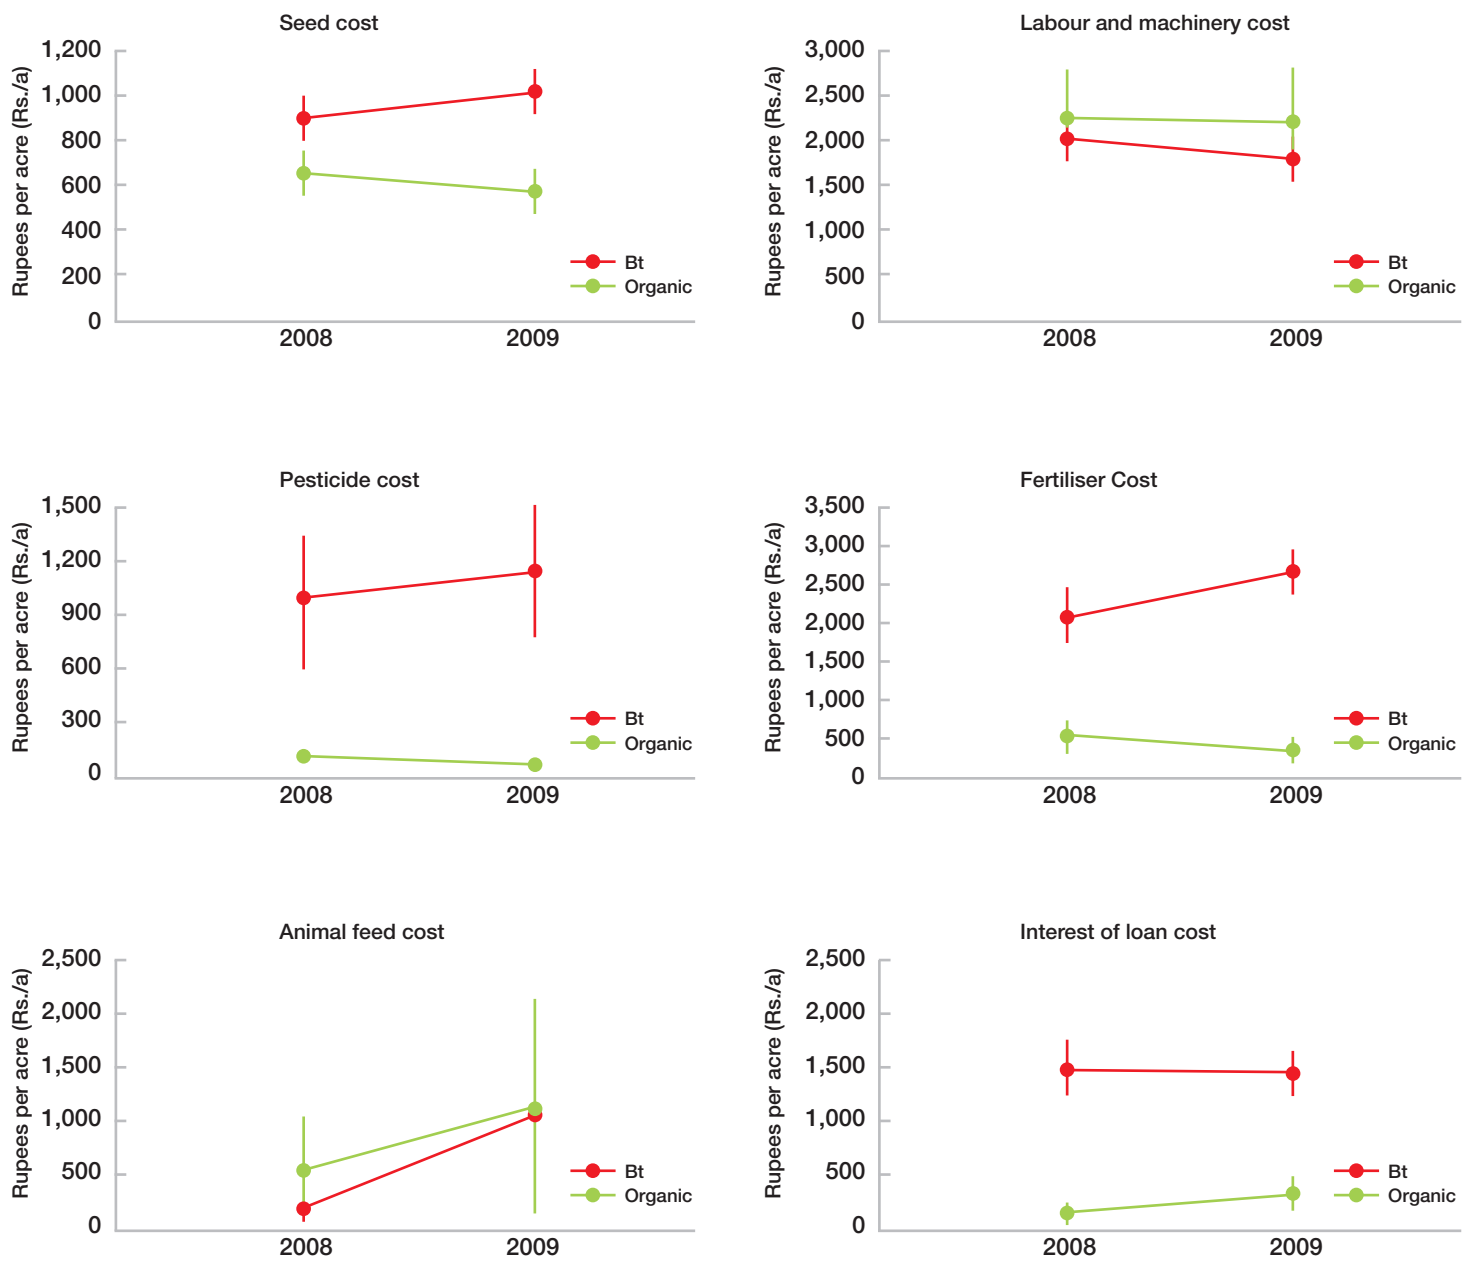 Seed cost
Rupees per acre (Rs./a)
1,200
1,000
800
600
400
200
0
2008
2009
Bt
Organic
Labour and machinery cost
Rupees per acre (Rs./a)
3,000
2,500
2,000
1,500
1,000
500
0
2008
2009
Bt
Organic
Pesticide cost
Rupees per acre (Rs./a)
1,500
1,200
900
600
300
0
2008
2009
Bt
Organic
Fertiliser Cost
Rupees per acre (Rs./a)
3,500
3,000
2,500
2,000
1,500
1,000
500
0
2008
2009
Bt
Organic
Animal feed cost
Rupees per acre (Rs./a)
2,500
2,000
1,500
1,000
500
0
2008
2009
Bt
Organic
Interest of loan cost
Rupees per acre (Rs./a)
2,500
2,000
1,500
1,000
500
0
2008
2009
Bt
Organic